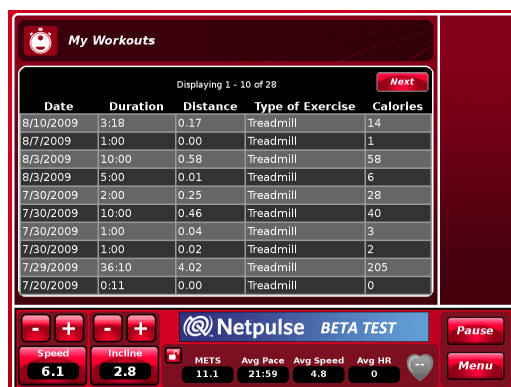 My Workouts
Displaying 1 - 10 of 28
Next
Date Duration Distance Type of Exercise Calories
8/10/2009 3:18 0.17 Treadmill 14
8/7/2009 1:00 0.00 Treadmill 1
8/3/2009 10:00 0.58 Treadmill 58
8/3/2009 5:00 0.01 Treadmill 6
7/30/2009 2:00 0.25 Treadmill 28
7/30/2009 10:00 0.46 Treadmill 40
7/30/2009 1:00 0.04 Treadmill 3
7/30/2009 1:00 0.02 Treadmill 2
7/29/2009 36:10 4.02 Treadmill 205
7/20/2009 0:11 0.00 Treadmill 0
- + - + Netpulse BETA TEST Pause
Speed Incline METS Avg Pace Avg Speed Avg HR --
6.1 2.8 11.1 21:59 4.8 0 Menu